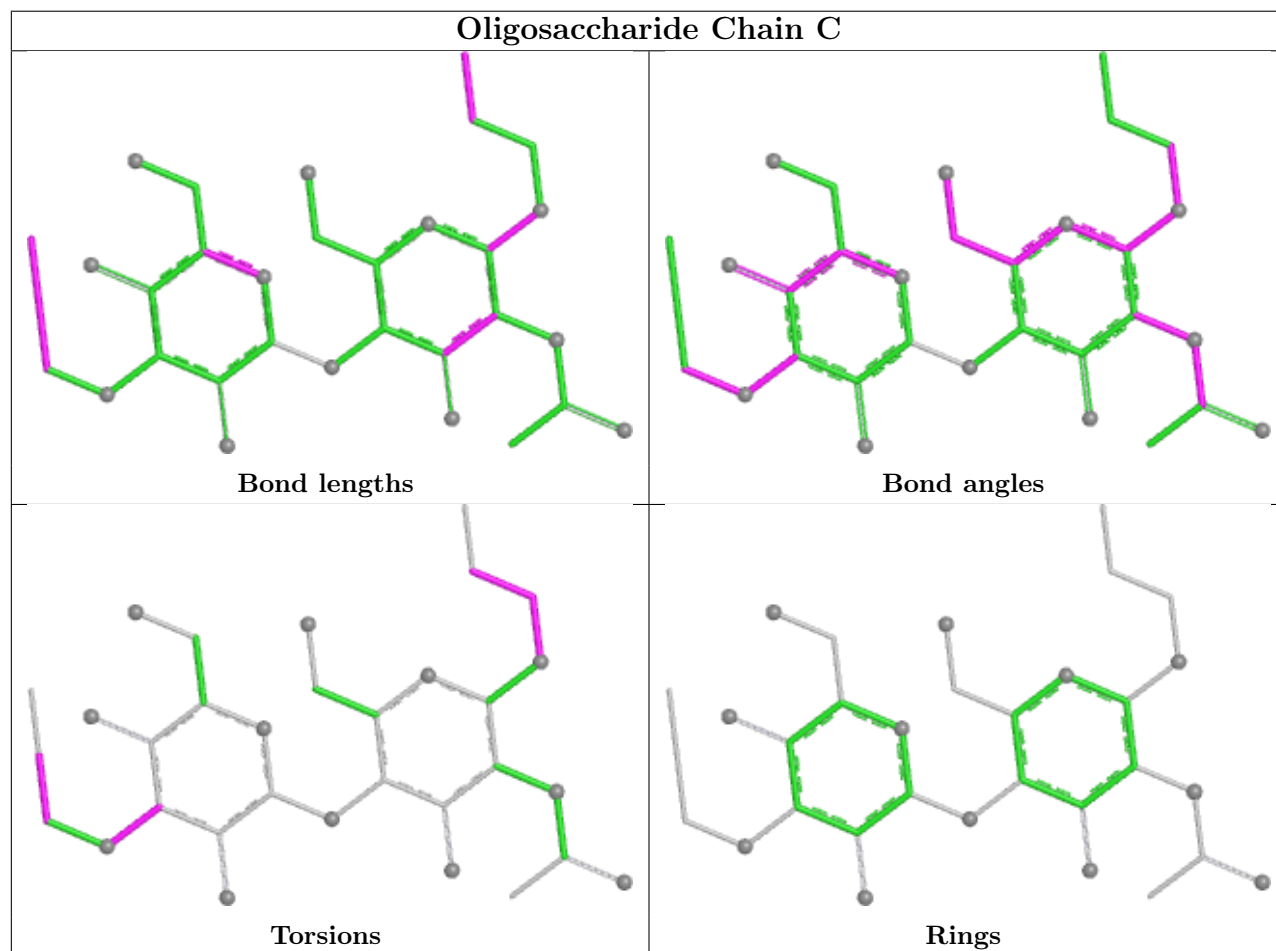 Oligosaccharide Chain C
Bond lengths
Bond angles
Torsions
Rings